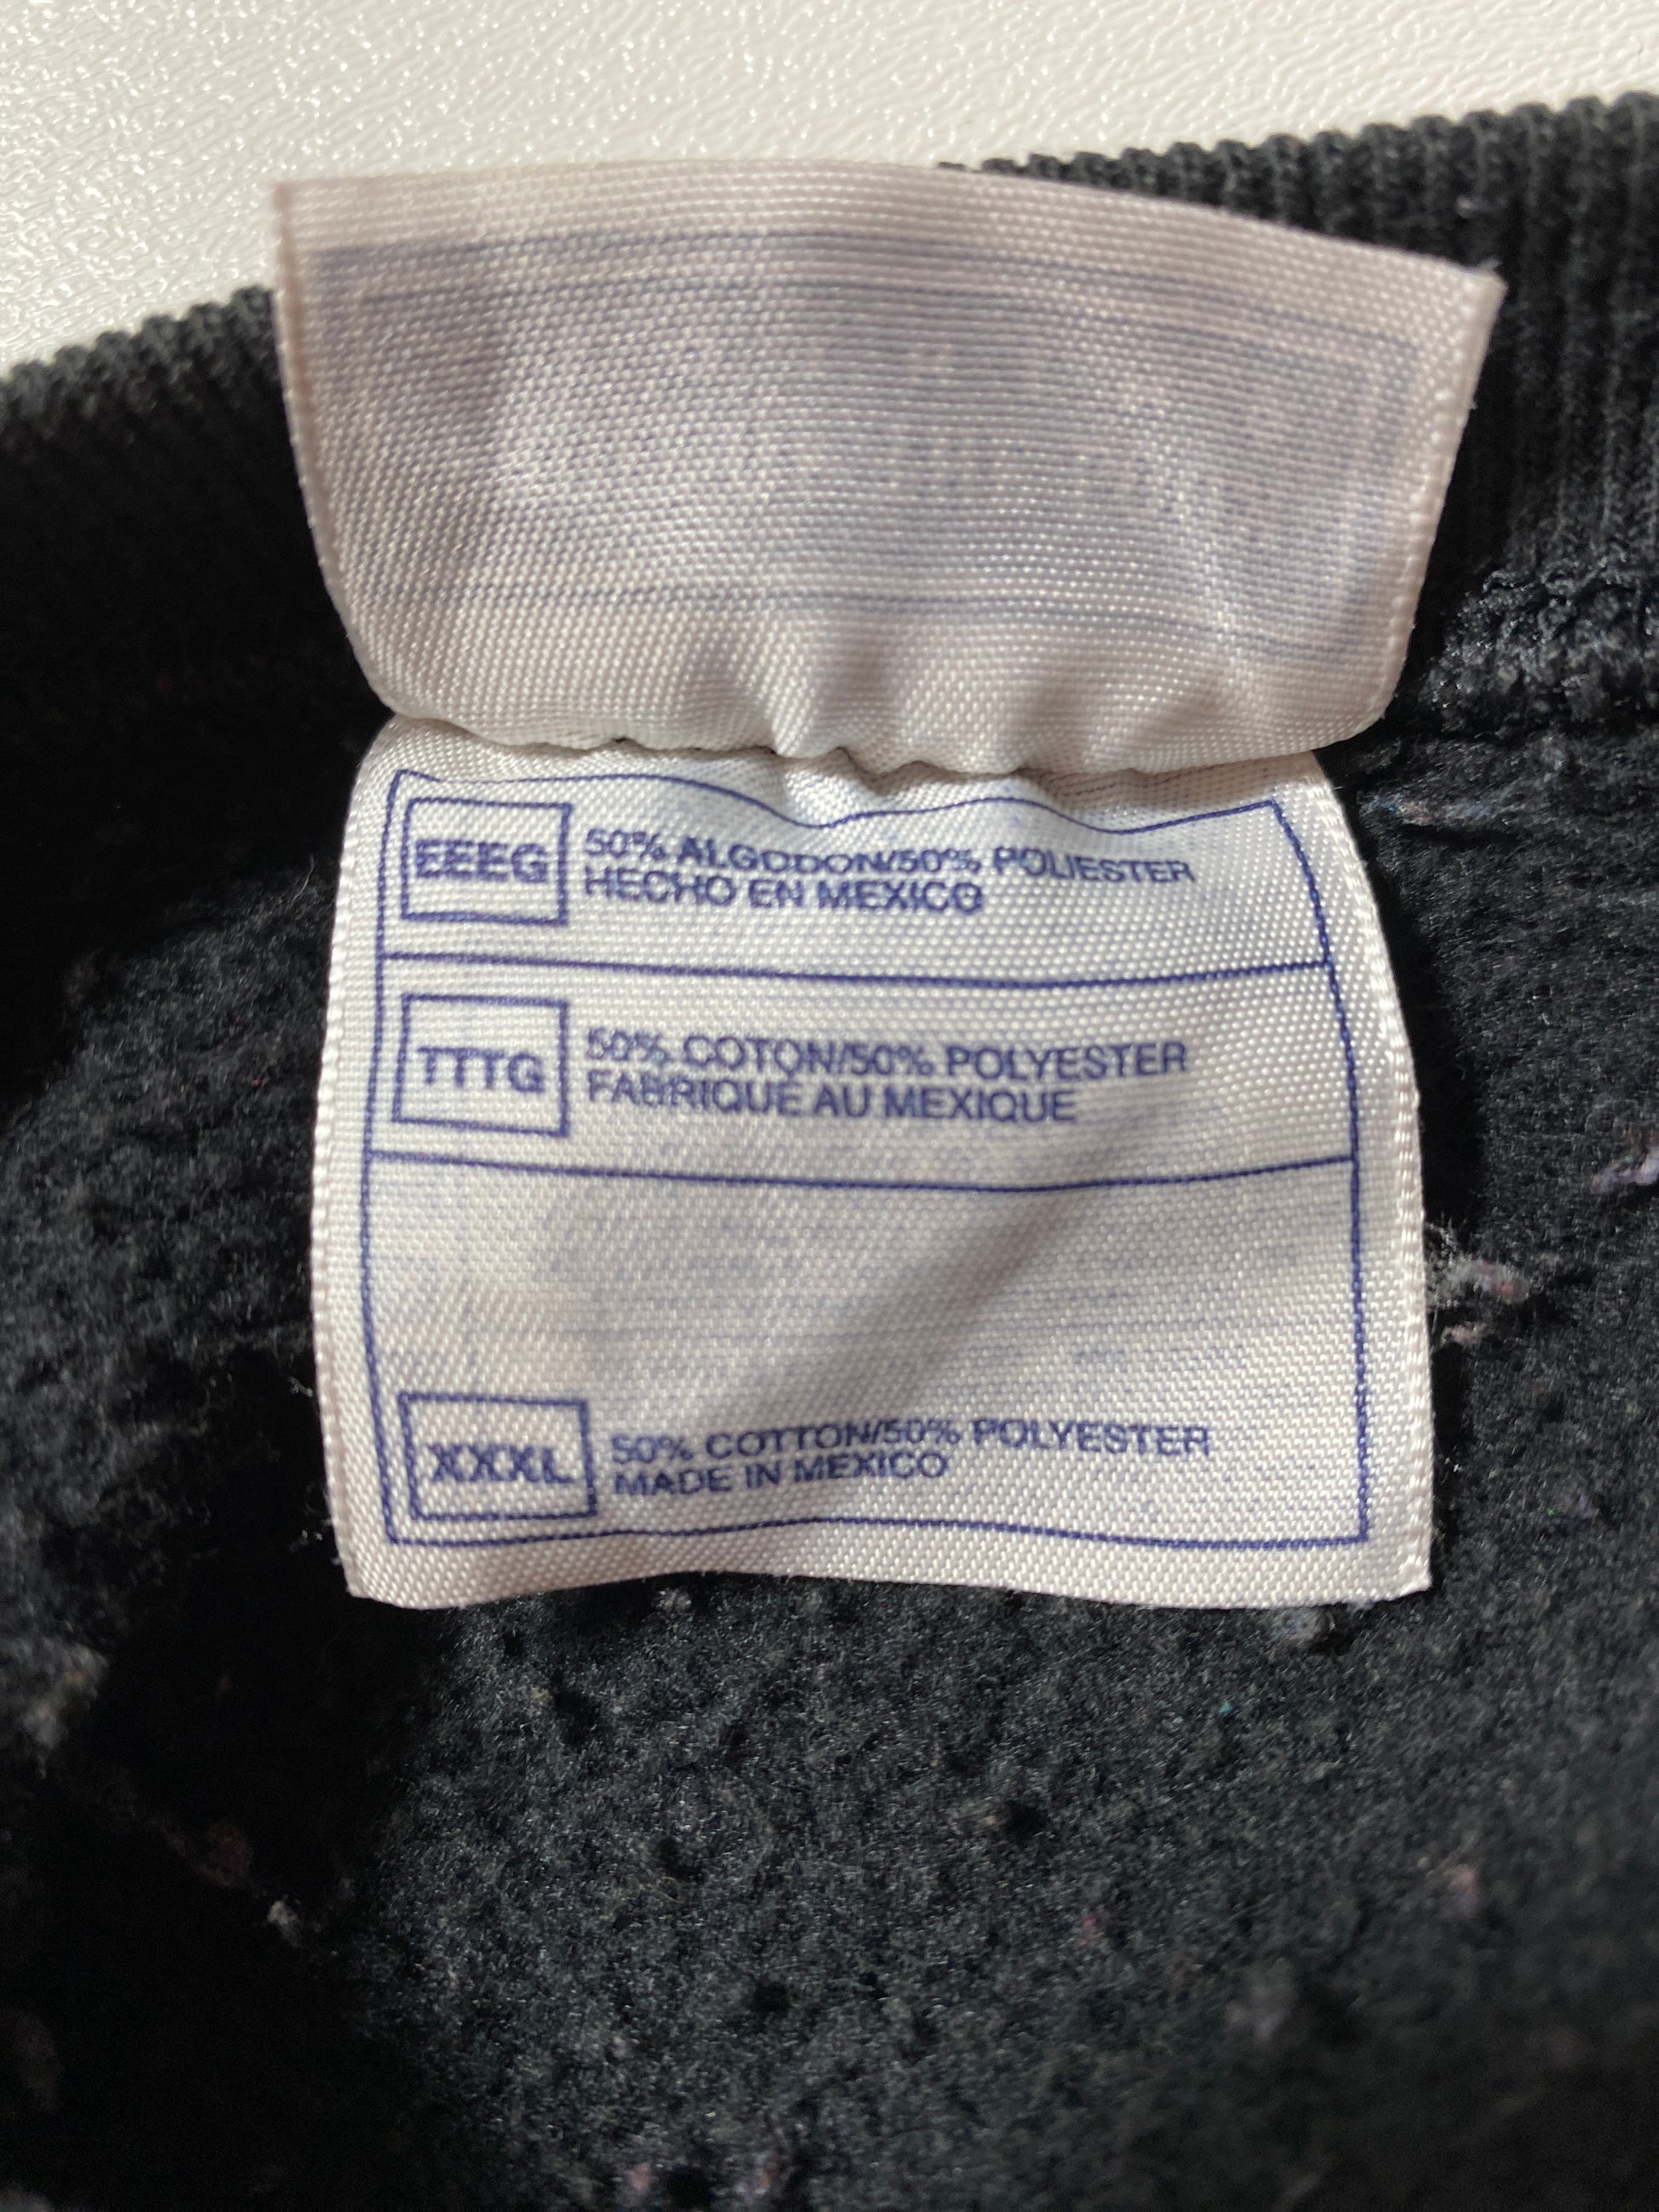 EEEG
50% ALGODON/50% POLIESTER
HECHO EN MEXICO
TTTG
50% COTON/50% POLYESTER
FABRIQUE AU MEXIQUE
XXXL
50% COTTON/50% POLYESTER
MADE IN MEXICO